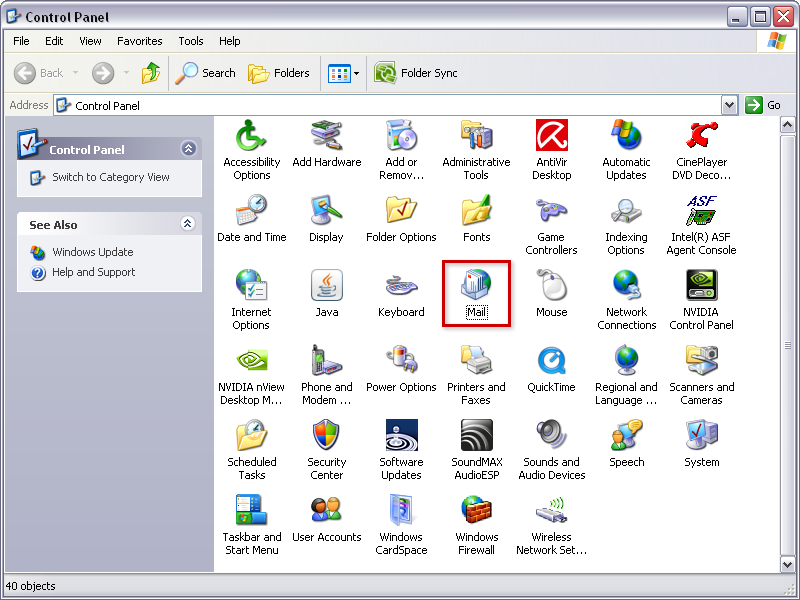 Control Panel
File Edit View Favorites Tools Help
Back Search Folders Folder Sync
Address Control Panel Go
Control Panel
Switch to Category View
See Also
Windows Update
Help and Support
Accessibility Options
Add Hardware
Add or Remov...
Administrative Tools
AntiVir Desktop
Automatic Updates
CinePlayer DVD Deco...
Date and Time
Display
Folder Options
Fonts
Game Controllers
Indexing Options
ASF
Intel(R) ASF Agent Console
Internet Options
Java
Keyboard
Mail
Mouse
Network Connections
NVIDIA Control Panel
NVIDIA nView Desktop M...
Phone and Modem ...
Power Options
Printers and Faxes
QuickTime
Regional and Language ...
Scanners and Cameras
Scheduled Tasks
Security Center
Software Updates
SoundMAX AudioESP
Sounds and Audio Devices
Speech
System
Taskbar and Start Menu
User Accounts
Windows CardSpace
Windows Firewall
Wireless Network Set...
40 objects